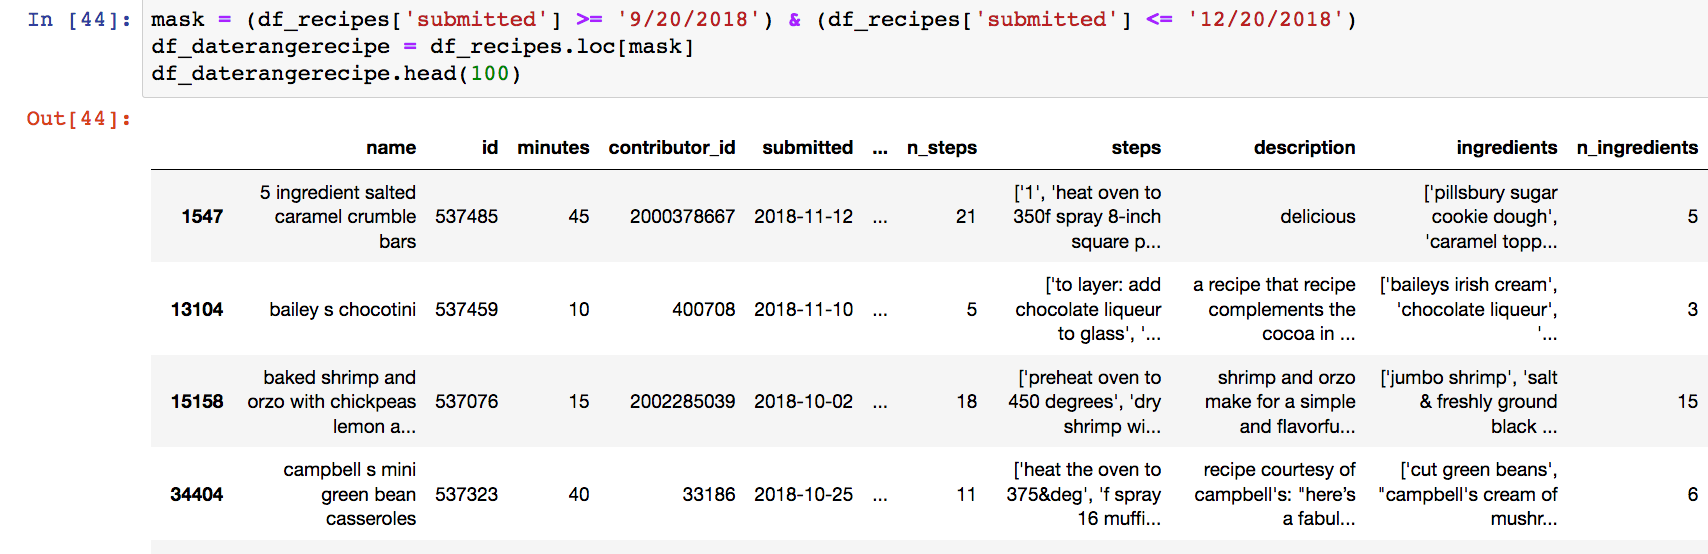 In [44]: mask = (df_recipes['submitted'] >= '9/20/2018') & (df_recipes['submitted'] <= '12/20/2018')
df_daterangerecipe = df_recipes.loc[mask]
df_daterangerecipe.head(100)
Out[44]:
name id minutes contributor_id submitted ... n_steps steps description ingredients n_ingredients
5 ingredient salted ['1', 'heat oven to ['pillsbury sugar
1547 caramel crumble 537485 45 2000378667 2018-11-12 ... 21 350f spray 8-inch delicious cookie dough', 5
bars square p... 'caramel topp...
['to layer: add a recipe that recipe ['baileys irish cream',
13104 bailey s chocotini 537459 10 400708 2018-11-10 ... 5 chocolate liqueur complements the 'chocolate liqueur', 3
to glass', '... cocoa in ... '...
baked shrimp and ['preheat oven to shrimp and orzo ['jumbo shrimp', 'salt
15158 orzo with chickpeas 537076 15 2002285039 2018-10-02 ... 18 450 degrees', 'dry make for a simple & freshly ground 15
lemon a... shrimp wi... and flavorfu... black ...
campbell s mini ['heat the oven to recipe courtesy of ['cut green beans',
34404 green bean 537323 40 33186 2018-10-25 ... 11 375&deg', 'f spray campbell's: "here's "campbell's cream of 6
casseroles 16 muffi... a fabul... mushr...